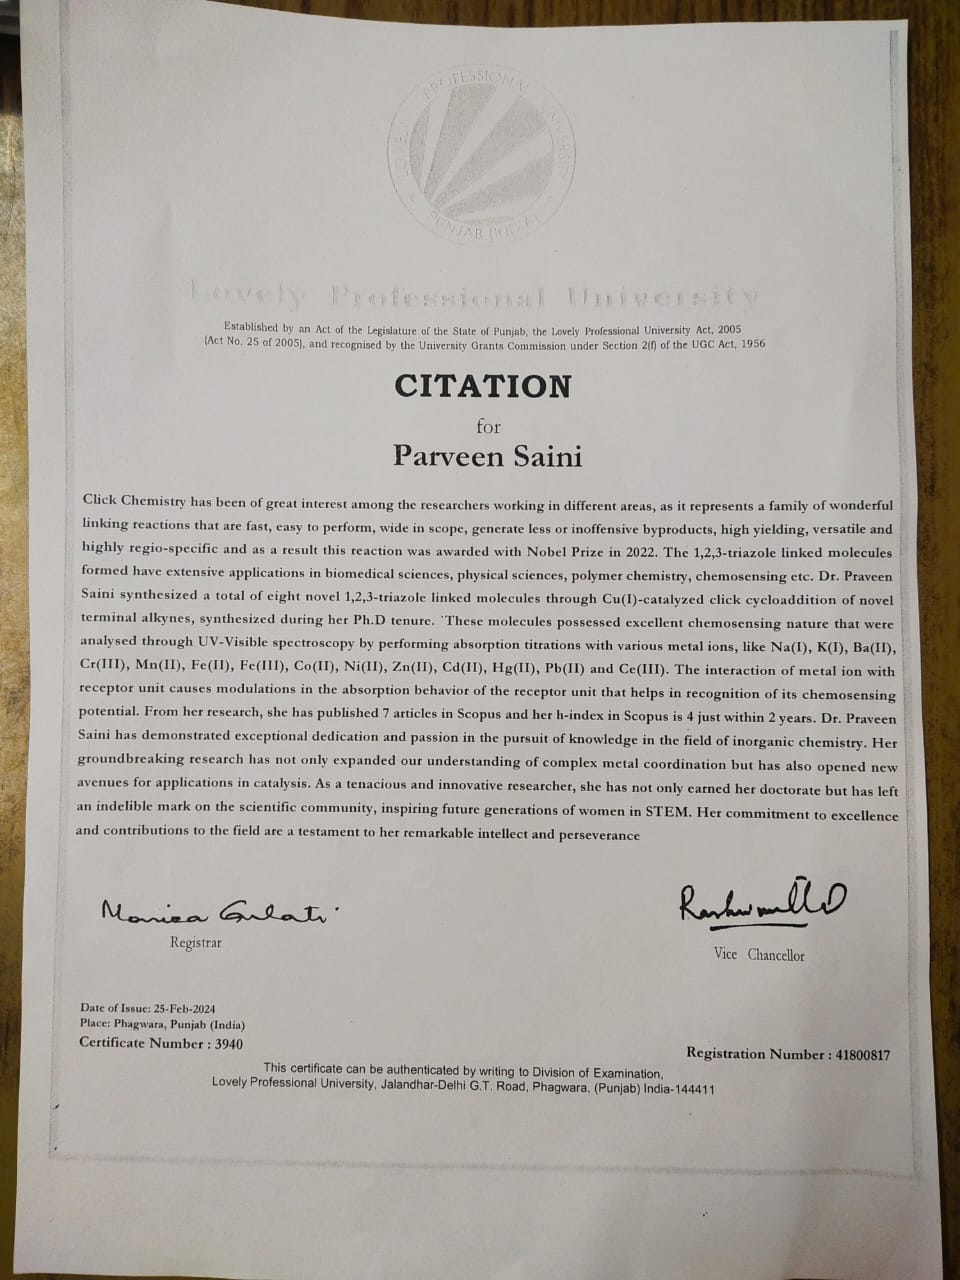 LOVELY PROFESSIONAL UNIVERSITY
PUNJAB (INDIA)
Lovely Professional University
Established by an Act of the Legislature of the State of Punjab, the Lovely Professional University Act, 2005
(Act No. 25 of 2005), and recognised by the University Grants Commission under Section 2(f) of the UGC Act, 1956
CITATION
for
Parveen Saini
Click Chemistry has been of great interest among the researchers working in different areas, as it represents a family of wonderful
linking reactions that are fast, easy to perform, wide in scope, generate less or inoffensive byproducts, high yielding, versatile and
highly regio-specific and as a result this reaction was awarded with Nobel Prize in 2022. The 1,2,3-triazole linked molecules
formed have extensive applications in biomedical sciences, physical sciences, polymer chemistry, chemosensing etc. Dr. Praveen
Saini synthesized a total of eight novel 1,2,3-triazole linked molecules through Cu(I)-catalyzed click cycloaddition of novel
terminal alkynes, synthesized during her Ph.D tenure. `These molecules possessed excellent chemosensing nature that were
analysed through UV-Visible spectroscopy by performing absorption titrations with various metal ions, like Na(I), K(I), Ba(II),
Cr(III), Mn(II), Fe(II), Fe(III), Co(II), Ni(II), Zn(II), Cd(II), Hg(II), Pb(II) and Ce(III). The interaction of metal ion with
receptor unit causes modulations in the absorption behavior of the receptor unit that helps in recognition of its chemosensing
potential. From her research, she has published 7 articles in Scopus and her h-index in Scopus is 4 just within 2 years. Dr. Praveen
Saini has demonstrated exceptional dedication and passion in the pursuit of knowledge in the field of inorganic chemistry. Her
groundbreaking research has not only expanded our understanding of complex metal coordination but has also opened new
avenues for applications in catalysis. As a tenacious and innovative researcher, she has not only earned her doctorate but has left
an indelible mark on the scientific community, inspiring future generations of women in STEM. Her commitment to excellence
and contributions to the field are a testament to her remarkable intellect and perseverance
Monica Gulati
Registrar
Vice Chancellor
Date of Issue: 25-Feb-2024
Place: Phagwara, Punjab (India)
Certificate Number : 3940
Registration Number : 41800817
This certificate can be authenticated by writing to Division of Examination,
Lovely Professional University, Jalandhar-Delhi G.T. Road, Phagwara, (Punjab) India-144411